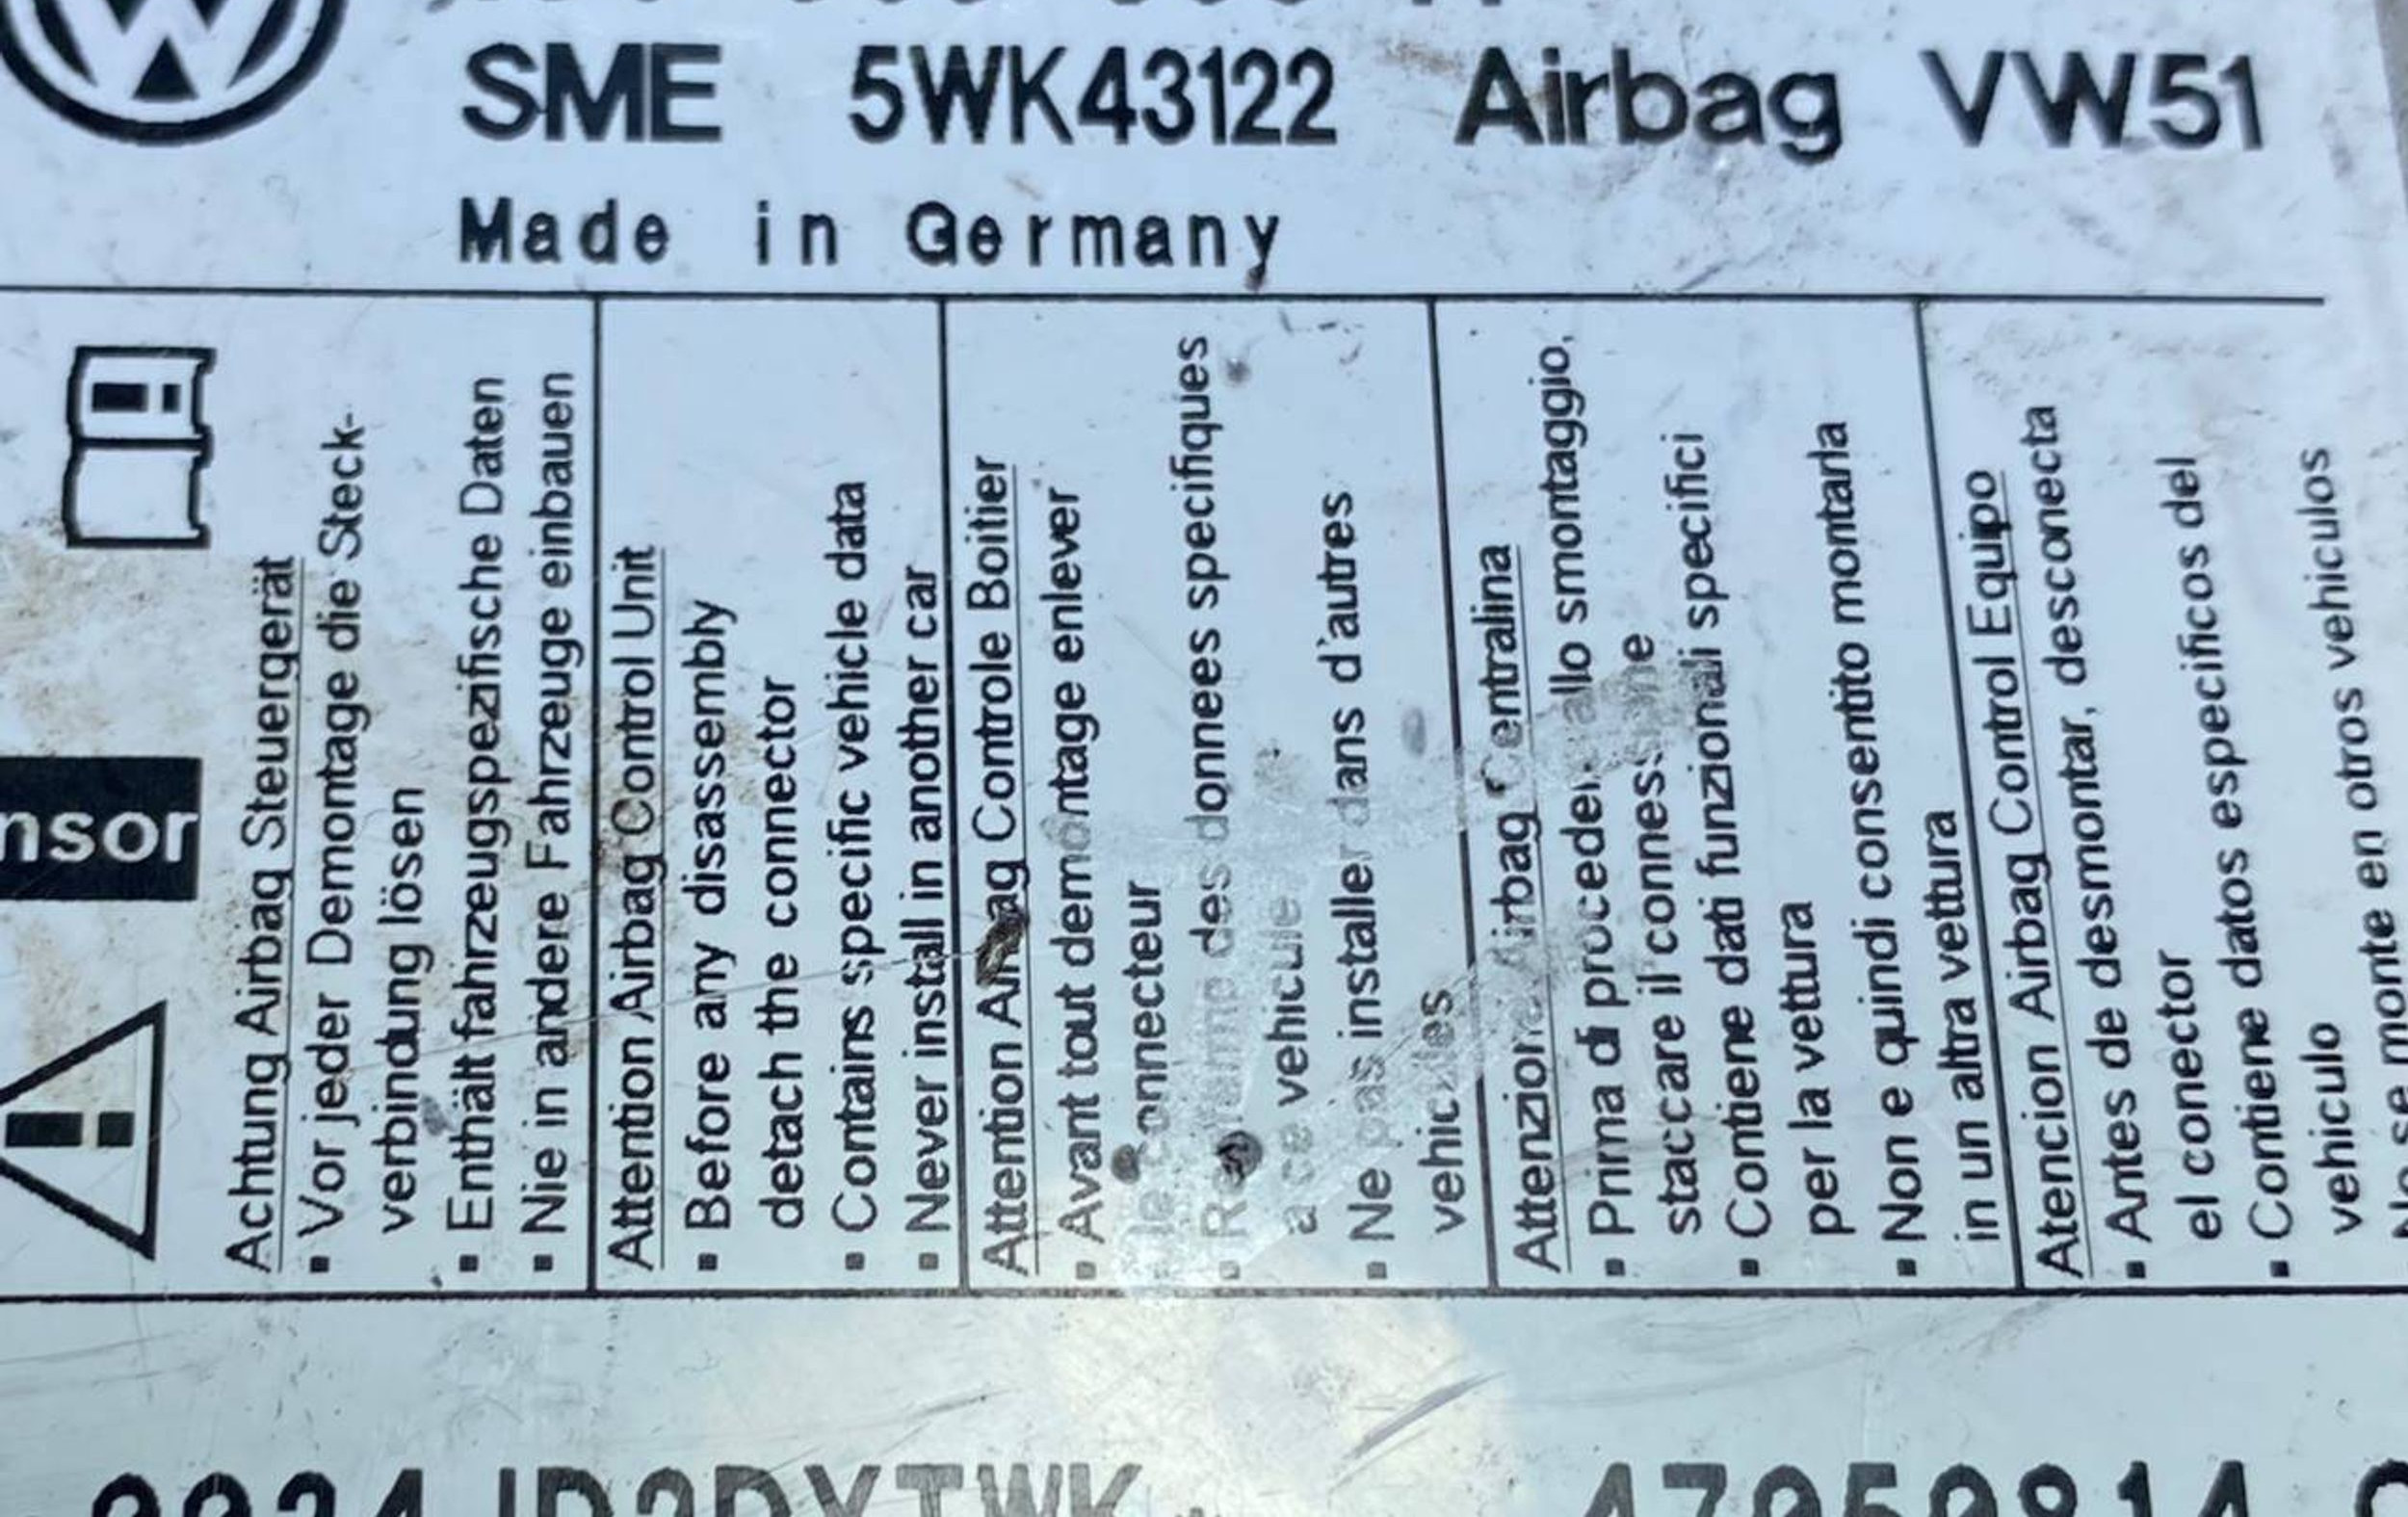 SME 5WK43122 Airbag VW51
Made in Germany
Achtung Airbag Steuergerät
▪ Vor jeder Demontage die Steck-
verbindung lösen
▪ Enthält fahrzeugspezifische Daten
▪ Nie in andere Fahrzeuge einbauen
Attention Airbag Control Unit
▪ Before any disassembly
detach the connector
▪ Contains specific vehicle data
▪ Never install in another car
Attention Airbag Controle Boitier
▪ Avant tout demontage enlever
le connecteur
▪ des donnees specifiques
a ce vehicule
▪ Ne pas installer dans d'autres
vehicules
Attenzione Airbag Centralina
▪ Prima di procedere allo smontaggio,
staccare il
▪ Contiene dati funzionali specifici
per la vettura
▪ Non e quindi consentito montarla
in un altra vettura
Atencion Airbag Control Equipo
▪ Antes de desmontar, desconecta
el conector
▪ Contiene datos especificos del
vehiculo
se monte en otros vehiculos